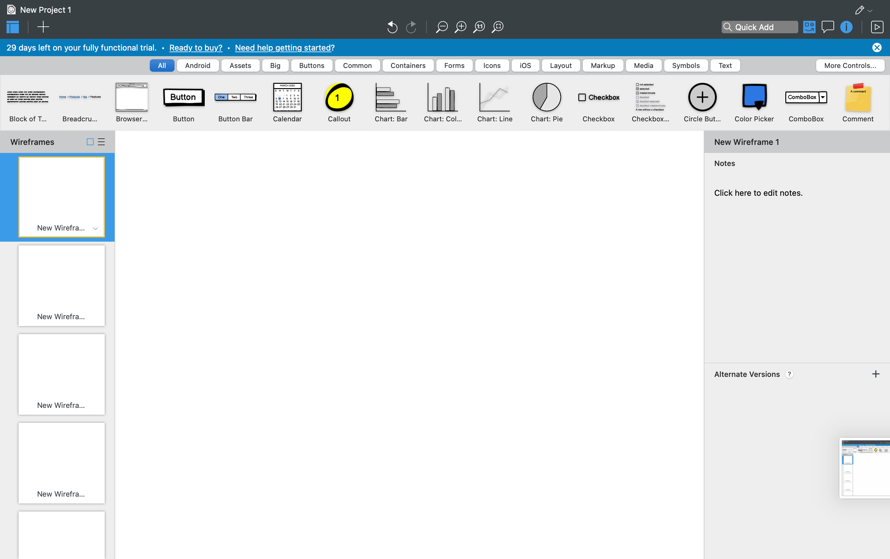 New Project 1
Quick Add
29 days left on your fully functional trial. • Ready to buy? • Need help getting started?
All Android Assets Big Buttons Common Containers Forms Icons iOS Layout Markup Media Symbols Text More Controls...
Button
One Two Three
1
Checkbox
ComboBox
Block of T... Breadcru... Browser... Button Button Bar Calendar Callout Chart: Bar Chart: Col... Chart: Line Chart: Pie Checkbox Checkbox... Circle But... Color Picker ComboBox Comment
Wireframes
New Wirefra...
New Wirefra...
New Wirefra...
New Wirefra...
New Wireframe 1
Notes
Click here to edit notes.
Alternate Versions ?